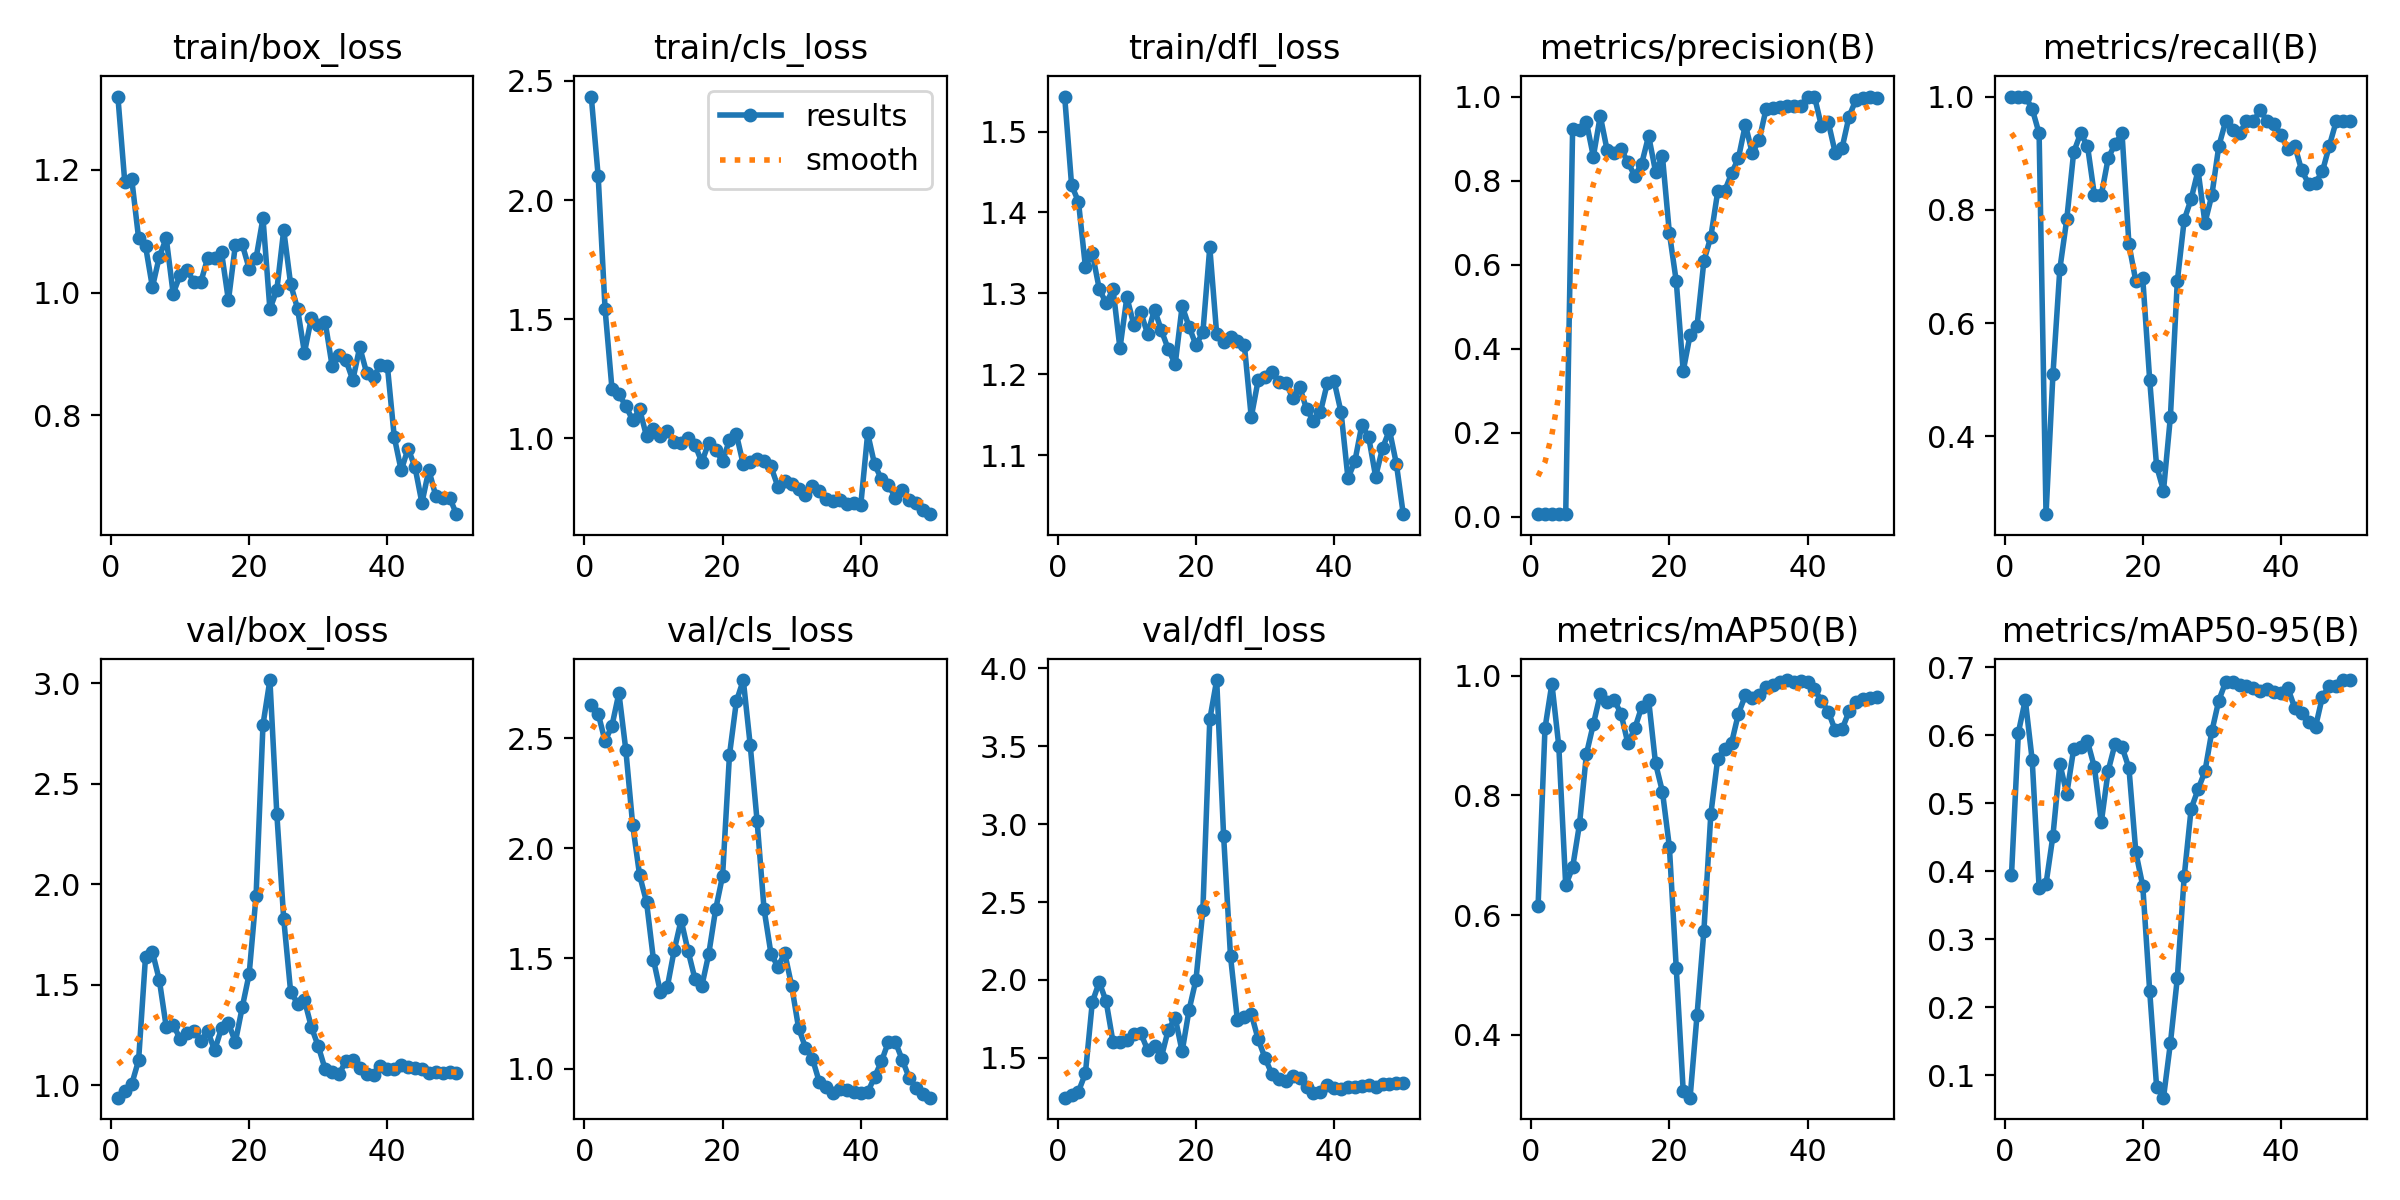 train/box_loss
1.2
1.0
0.8
0 20 40
train/cls_loss
2.5
2.0
1.5
1.0
results
smooth
0 20 40
train/dfl_loss
1.5
1.4
1.3
1.2
1.1
0 20 40
metrics/precision(B)
1.0
0.8
0.6
0.4
0.2
0.0
0 20 40
metrics/recall(B)
1.0
0.8
0.6
0.4
0 20 40
val/box_loss
3.0
2.5
2.0
1.5
1.0
0 20 40
val/cls_loss
2.5
2.0
1.5
1.0
0 20 40
val/dfl_loss
4.0
3.5
3.0
2.5
2.0
1.5
0 20 40
metrics/mAP50(B)
1.0
0.8
0.6
0.4
0 20 40
metrics/mAP50-95(B)
0.7
0.6
0.5
0.4
0.3
0.2
0.1
0 20 40